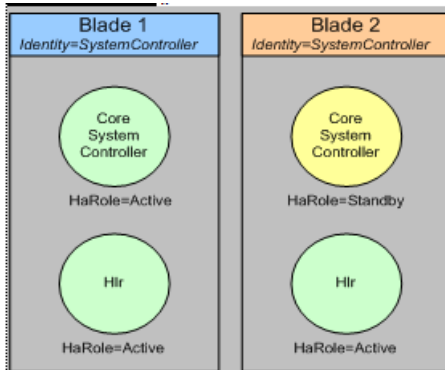 Blade 1
Identity=SystemController
Core
System
Controller
HaRole=Active
Hlr
HaRole=Active
Blade 2
Identity=SystemController
Core
System
Controller
HaRole=Standby
Hlr
HaRole=Active